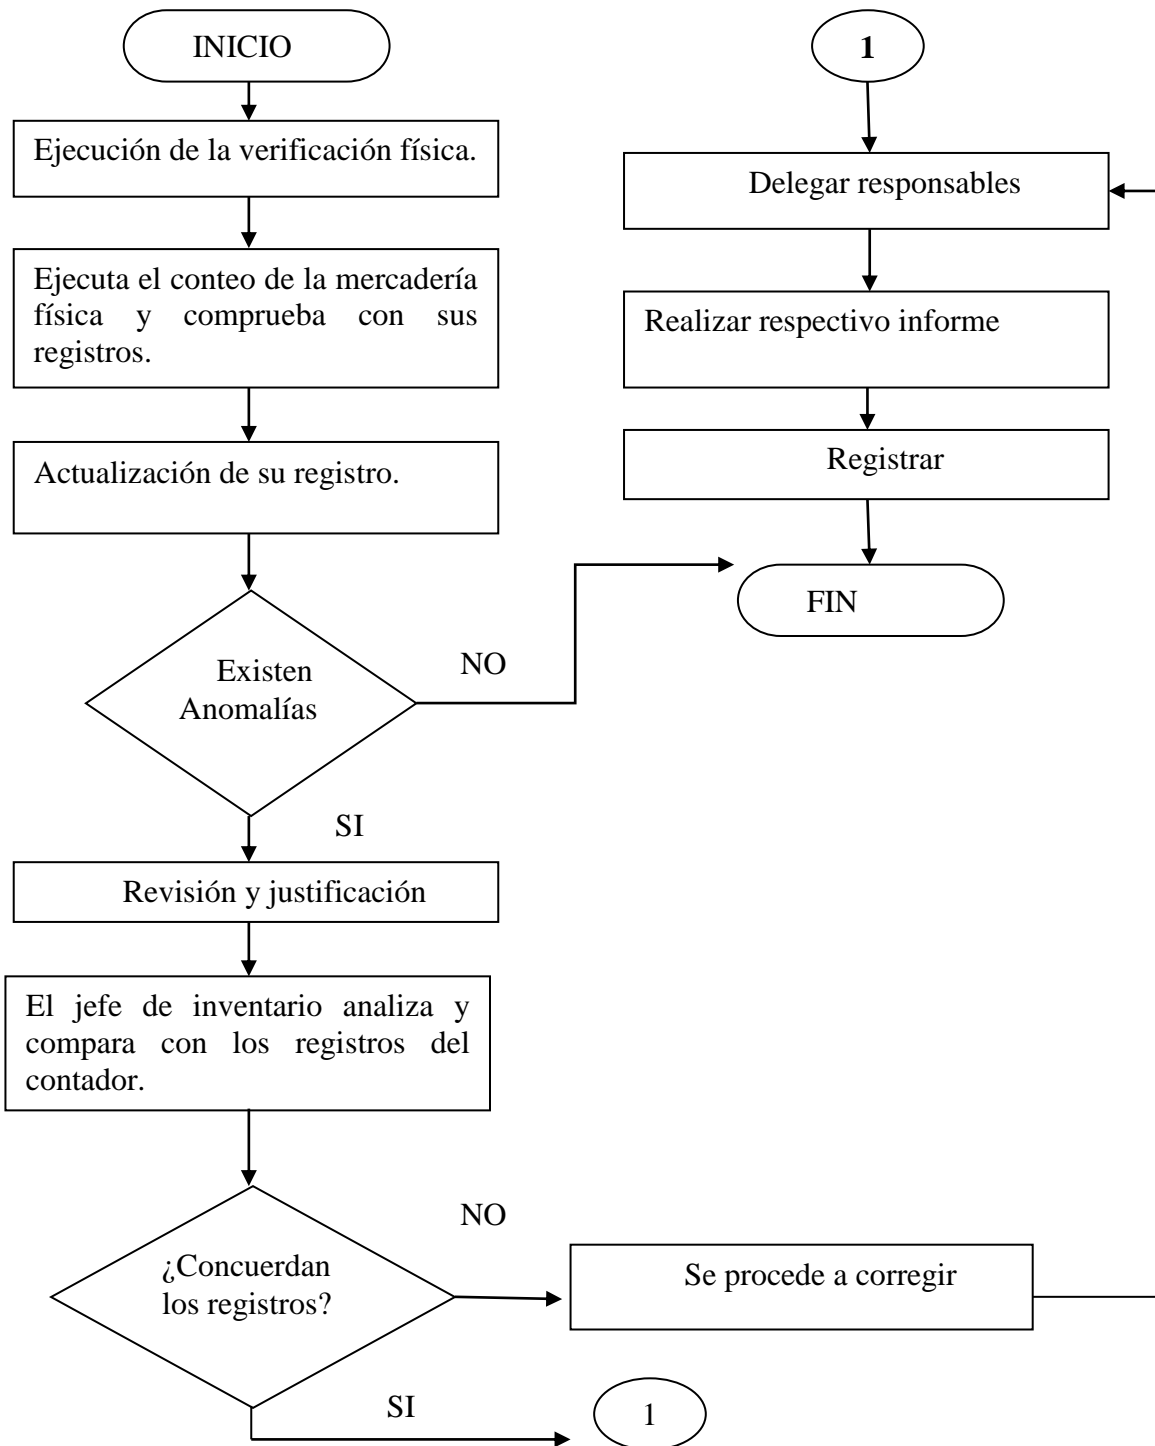 INICIO
Ejecución de la verificación física.
Ejecuta el conteo de la mercadería
física y comprueba con sus
registros.
Actualización de su registro.
Existen
Anomalías
NO
SI
Revisión y justificación
El jefe de inventario analiza y
compara con los registros del
contador.
¿Concuerdan
los registros?
NO
Se procede a corregir
SI
1
1
Delegar responsables
Realizar respectivo informe
Registrar
FIN